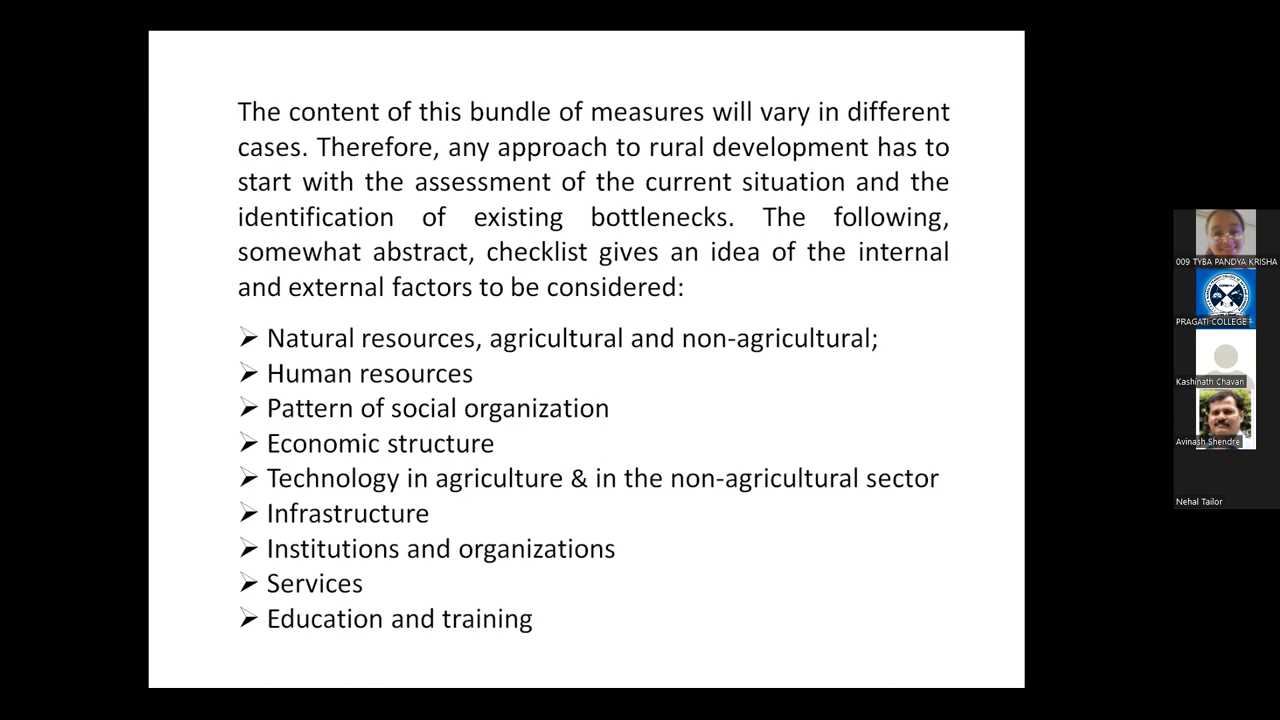 The content of this bundle of measures will vary in different
cases. Therefore, any approach to rural development has to
start with the assessment of the current situation and the
identification of existing bottlenecks. The following,
somewhat abstract, checklist gives an idea of the internal
and external factors to be considered:
➢ Natural resources, agricultural and non-agricultural;
➢ Human resources
➢ Pattern of social organization
➢ Economic structure
➢ Technology in agriculture & in the non-agricultural sector
➢ Infrastructure
➢ Institutions and organizations
➢ Services
➢ Education and training
009 TYBA PANDYA KRISHA
PRAGATI COLLEGE
Kashinath Chavan
Avinash Shendre
Nehal Tailor